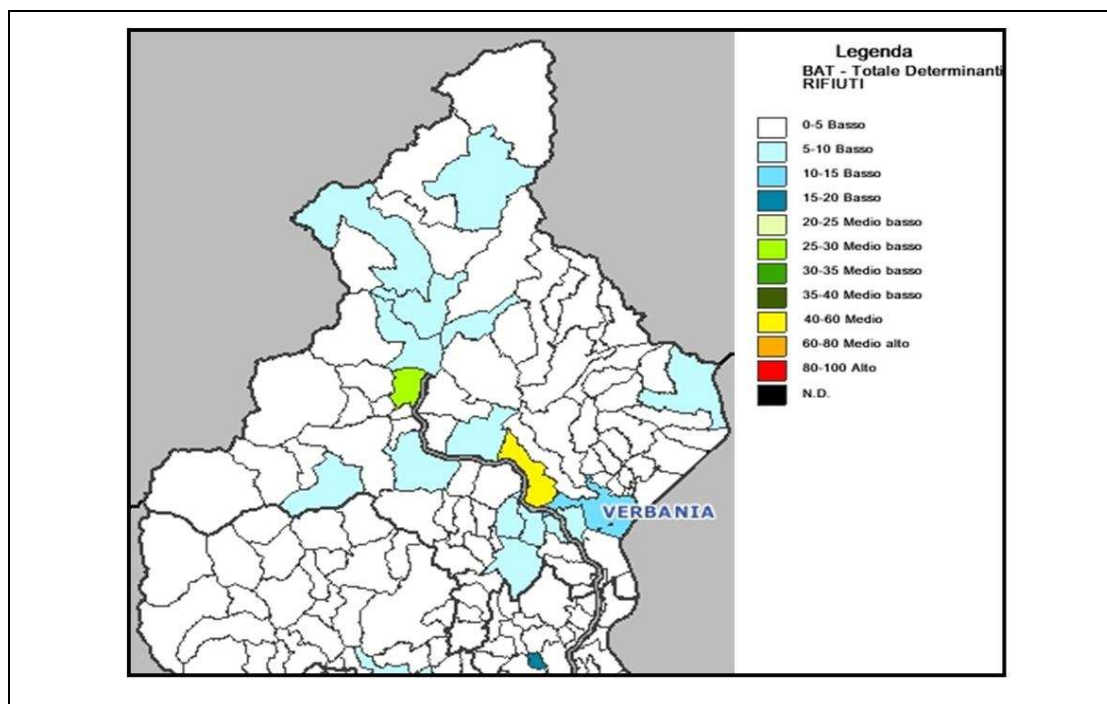 Legenda
BAT - Totale Determinanti
RIFIUTI
0-5 Basso
5-10 Basso
10-15 Basso
15-20 Basso
20-25 Medio basso
25-30 Medio basso
30-35 Medio basso
35-40 Medio basso
40-60 Medio
60-80 Medio alto
80-100 Alto
N.D.
VERBANIA